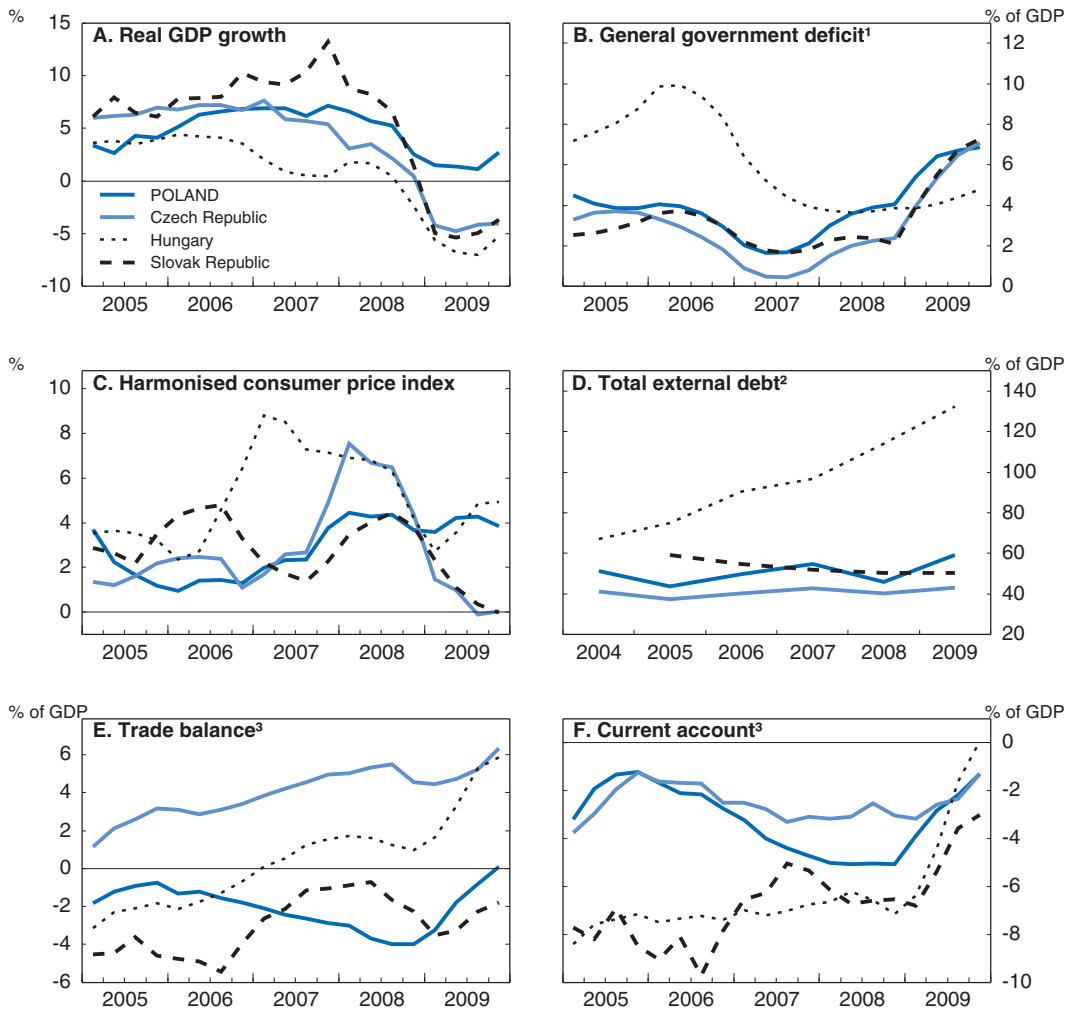 %
A. Real GDP growth
15
10
5
0
-5
-10
POLAND
Czech Republic
Hungary
Slovak Republic
2005 2006 2007 2008 2009
% of GDP
B. General government deficit¹
12
10
8
6
4
2
0
2005 2006 2007 2008 2009
%
C. Harmonised consumer price index
10
8
6
4
2
0
2005 2006 2007 2008 2009
% of GDP
D. Total external debt²
140
120
100
80
60
40
20
2004 2005 2006 2007 2008 2009
% of GDP
E. Trade balance³
6
4
2
0
-2
-4
-6
2005 2006 2007 2008 2009
% of GDP
F. Current account³
0
-2
-4
-6
-8
-10
2005 2006 2007 2008 2009